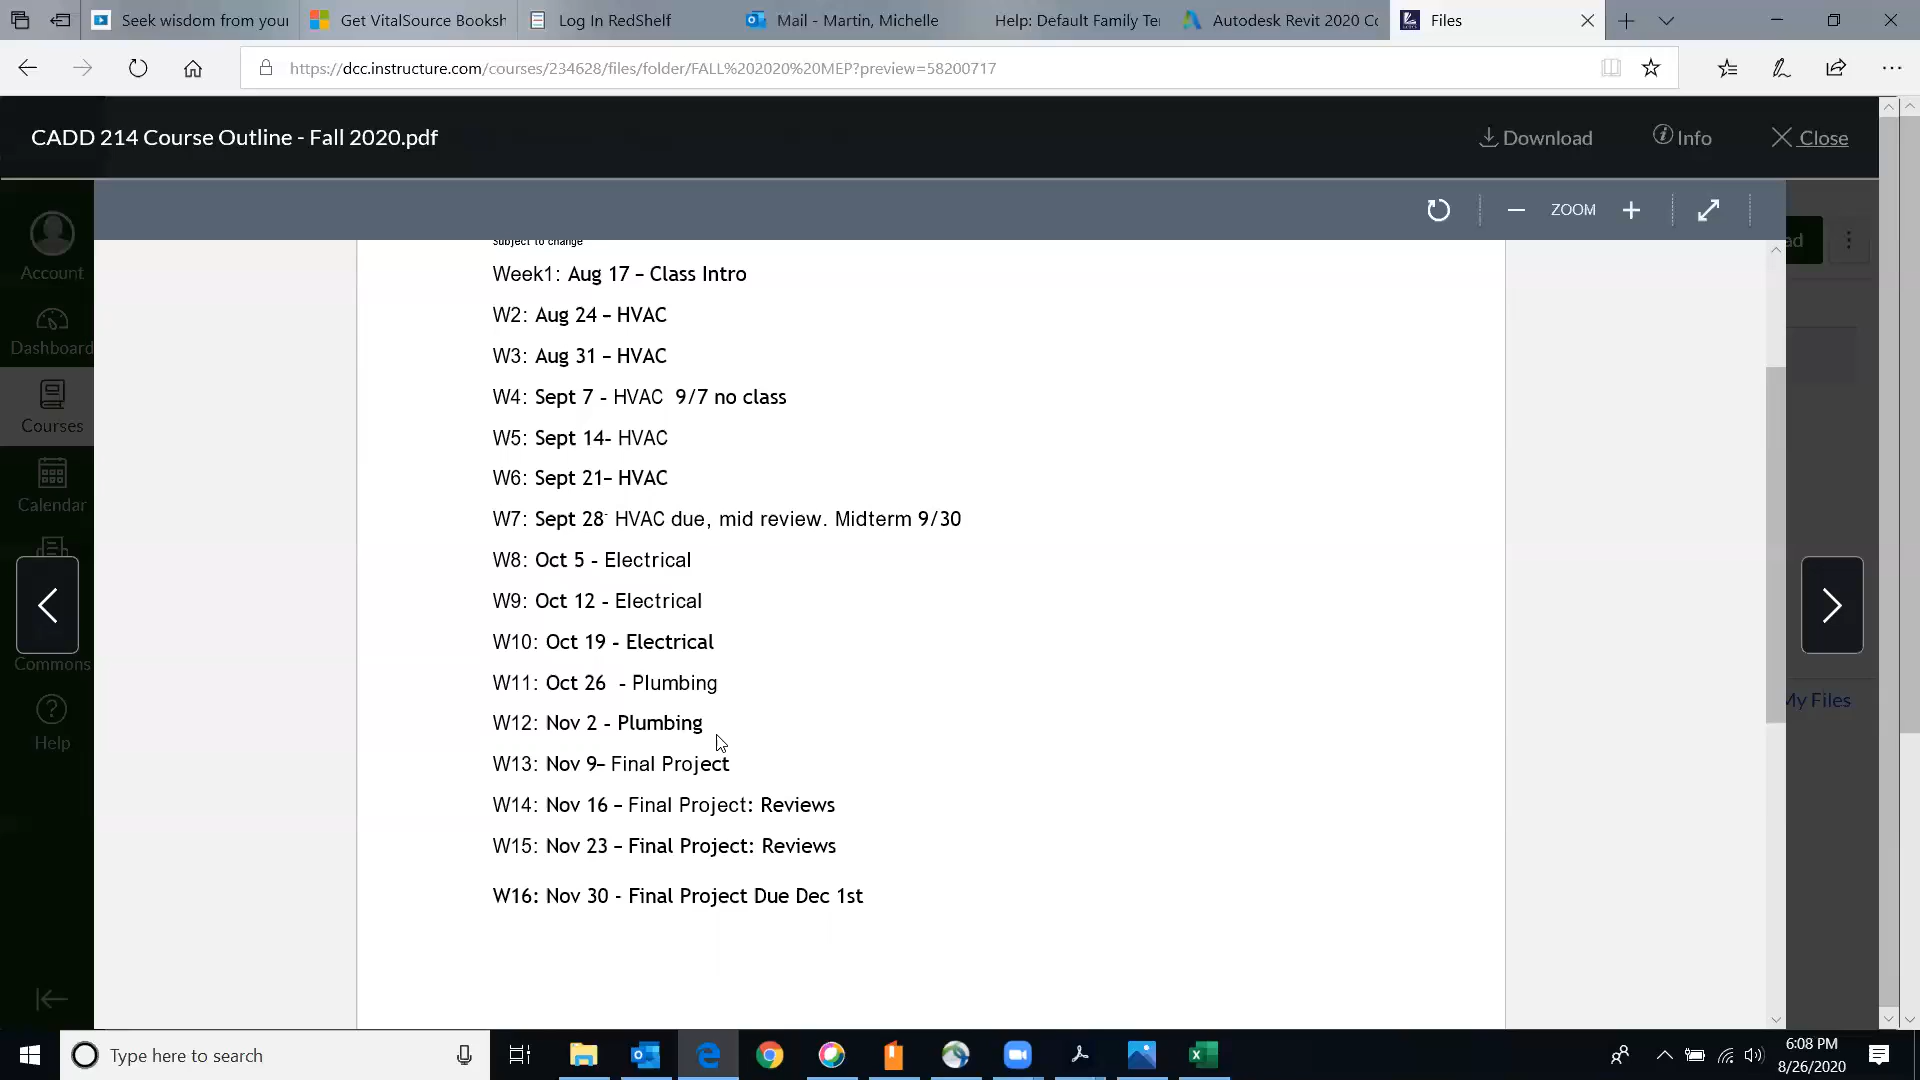 Seek wisdom from your
Get VitalSource Booksh
Log In RedShelf
Mail - Martin, Michelle
Help: Default Family Te
Autodesk Revit 2020 Co
Files
https://dcc.instructure.com/courses/234628/files/folder/FALL%202020%20MEP?preview=58200717
CADD 214 Course Outline - Fall 2020.pdf
Download
Info
Close
ZOOM
Account
Dashboard
Courses
Calendar
Commons
Help
ad
My Files
Subject to change
Week1: Aug 17 – Class Intro
W2: Aug 24 – HVAC
W3: Aug 31 – HVAC
W4: Sept 7 - HVAC 9/7 no class
W5: Sept 14- HVAC
W6: Sept 21– HVAC
W7: Sept 28- HVAC due, mid review. Midterm 9/30
W8: Oct 5 - Electrical
W9: Oct 12 - Electrical
W10: Oct 19 - Electrical
W11: Oct 26 - Plumbing
W12: Nov 2 - Plumbing
W13: Nov 9– Final Project
W14: Nov 16 – Final Project: Reviews
W15: Nov 23 – Final Project: Reviews
W16: Nov 30 - Final Project Due Dec 1st
Type here to search
6:08 PM
8/26/2020